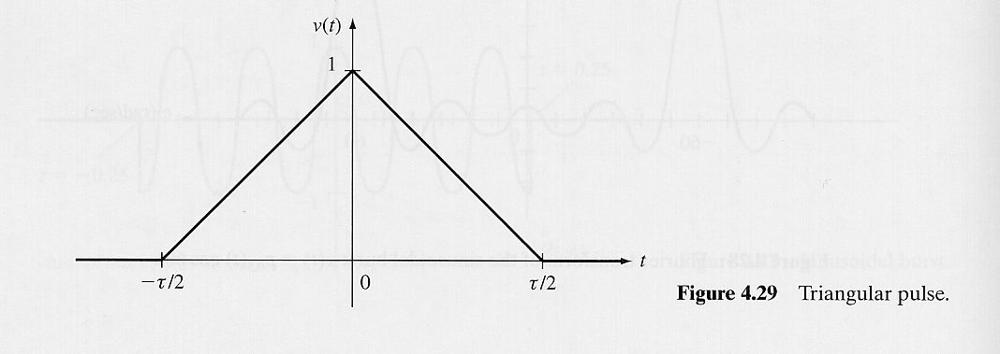 v(t)
1
t
−τ/2
0
τ/2
Figure 4.29 Triangular pulse.